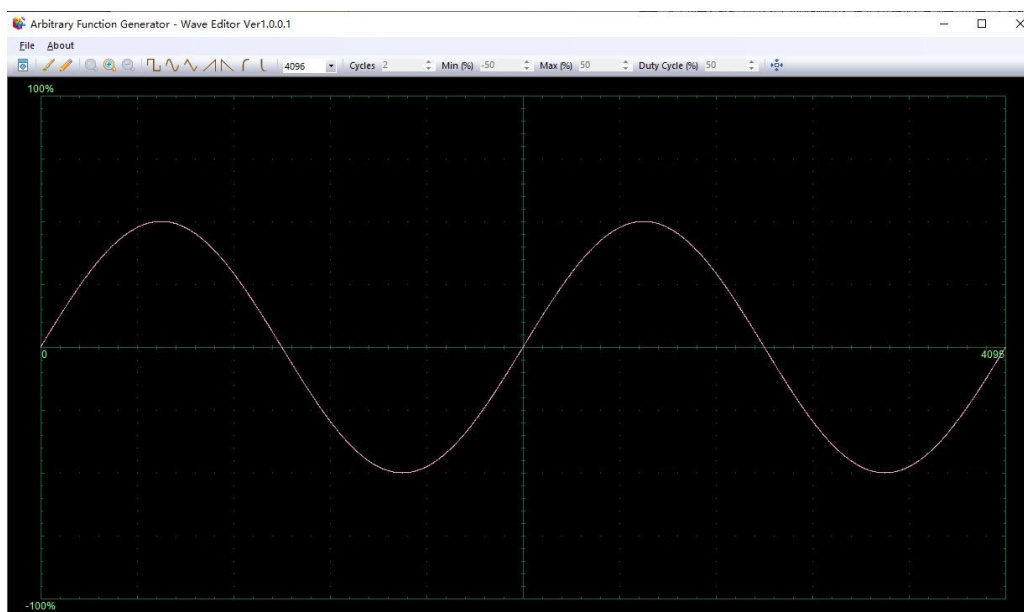 Arbitrary Function Generator - Wave Editor Ver1.0.0.1
File About
4096 Cycles 2 Min (%) -50 Max (%) 50 Duty Cycle (%) 50
100%
0 4095
-100%